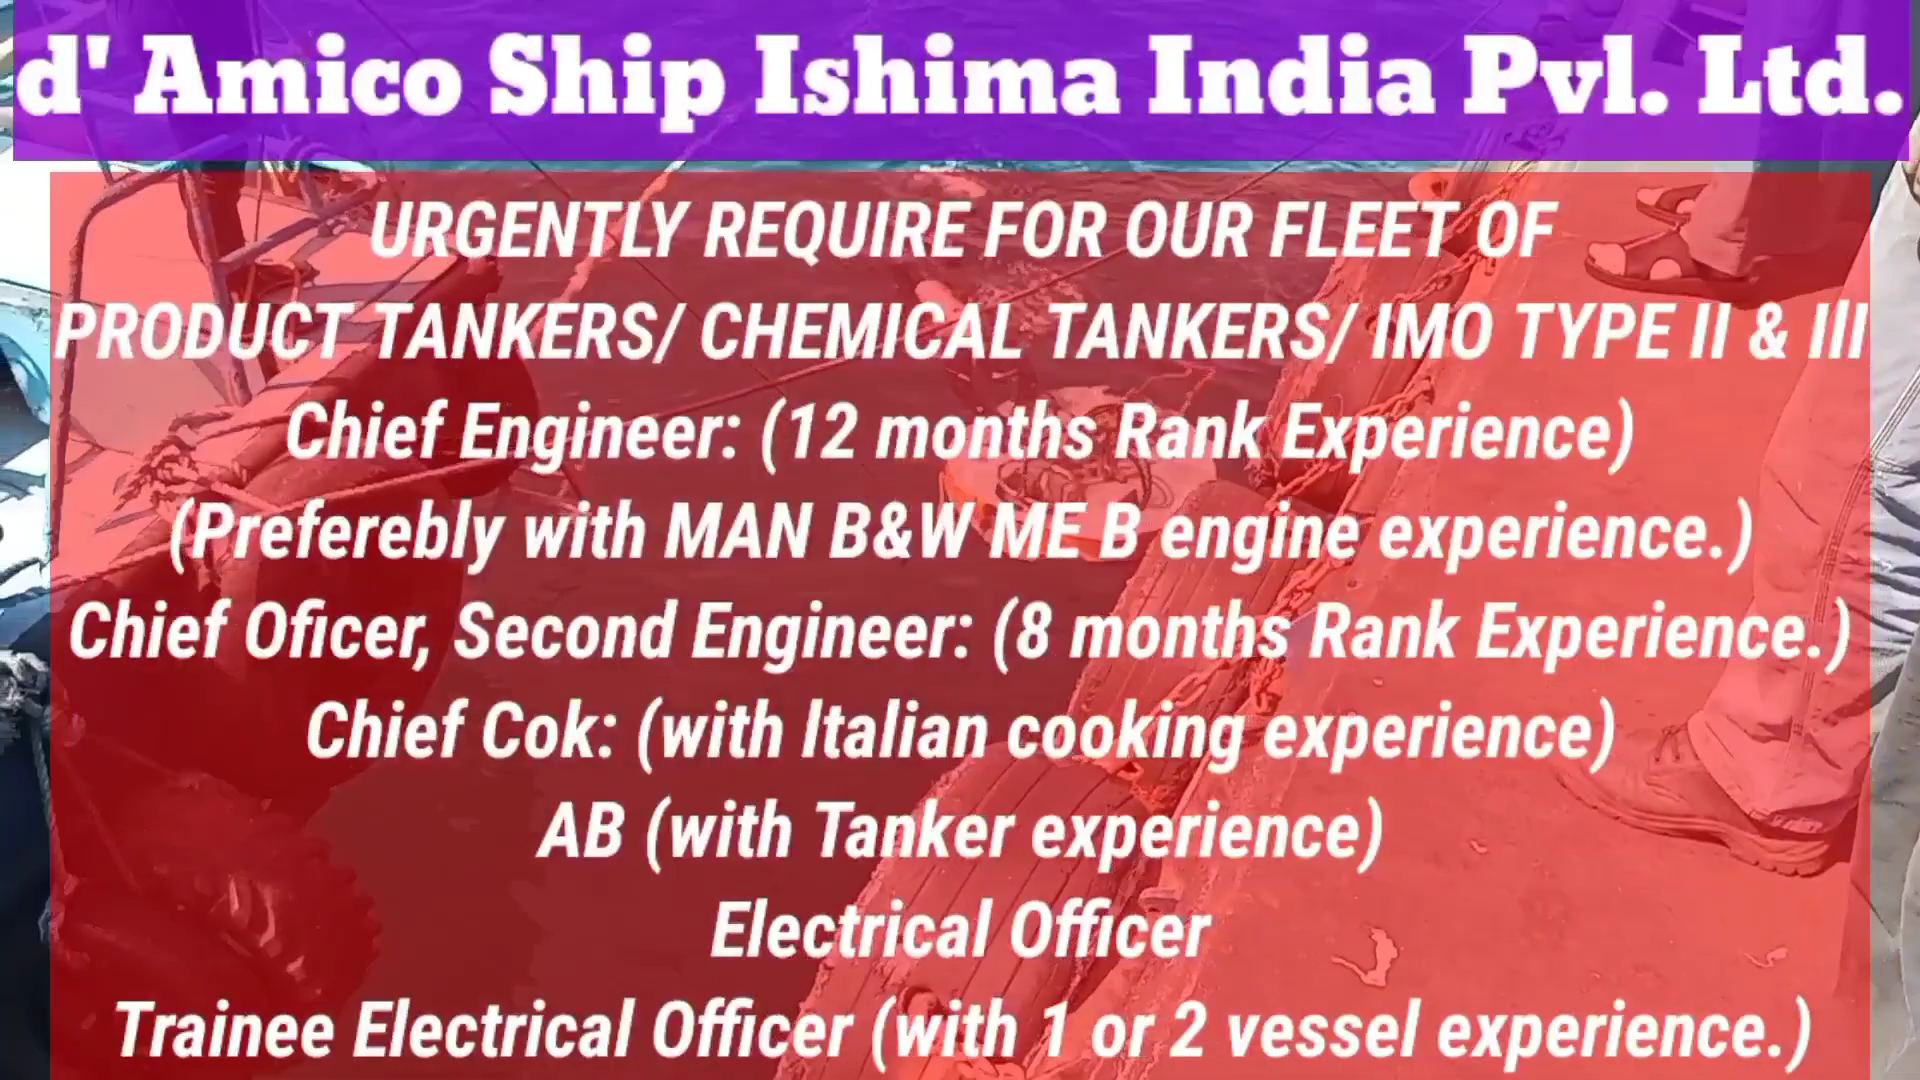 d' Amico Ship Ishima India Pvl. Ltd.
URGENTLY REQUIRE FOR OUR FLEET OF
PRODUCT TANKERS/ CHEMICAL TANKERS/ IMO TYPE II & Ill
Chief Engineer: (12 months Rank Experience)
(Preferebly with MAN B&W ME B engine experience.)
Chief Oficer, Second Engineer: (8 months Rank Experience.)
Chief Cok: (with Italian cooking experience)
AB (with Tanker experience)
Electrical Officer
Trainee Electrical Officer (with 1 or 2 vessel experience.)